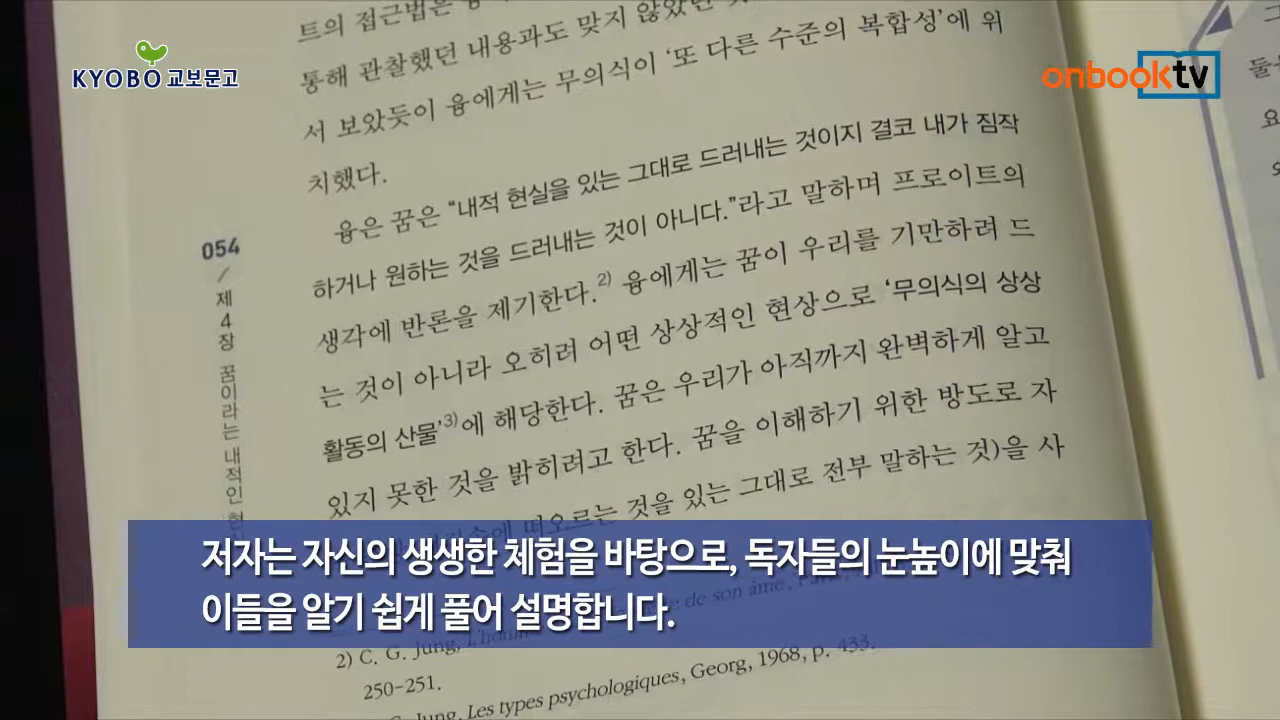 KYOBO 교보문고
onbooktv
트의 접근법은
통해 관찰했던 내용과도 맞지 않았던
서 보았듯이 융에게는 무의식이 ‘또 다른 수준의 복합성’에 위
치했다.
융은 꿈은 “내적 현실을 있는 그대로 드러내는 것이지 결코 내가 짐작
하거나 원하는 것을 드러내는 것이 아니다.”라고 말하며 프로이트의
생각에 반론을 제기한다.2) 융에게는 꿈이 우리를 기만하려 드
는 것이 아니라 오히려 어떤 상상적인 현상으로 ‘무의식의 상상
활동의 산물’3)에 해당한다. 꿈은 우리가 아직까지 완벽하게 알고
있지 못한 것을 밝히려고 한다. 꿈을 이해하기 위한 방도로 자
떠오르는 것을 있는 그대로 전부 말하는 것)을 사
054
/
제4장 꿈이라는 내적인
저자는 자신의 생생한 체험을 바탕으로, 독자들의 눈높이에 맞춰
이들을 알기 쉽게 풀어 설명합니다.
de son âme,
2) C. G. Jung, 433.
250-251.
Jung, Les types psychologiques, Georg, 1968, p.